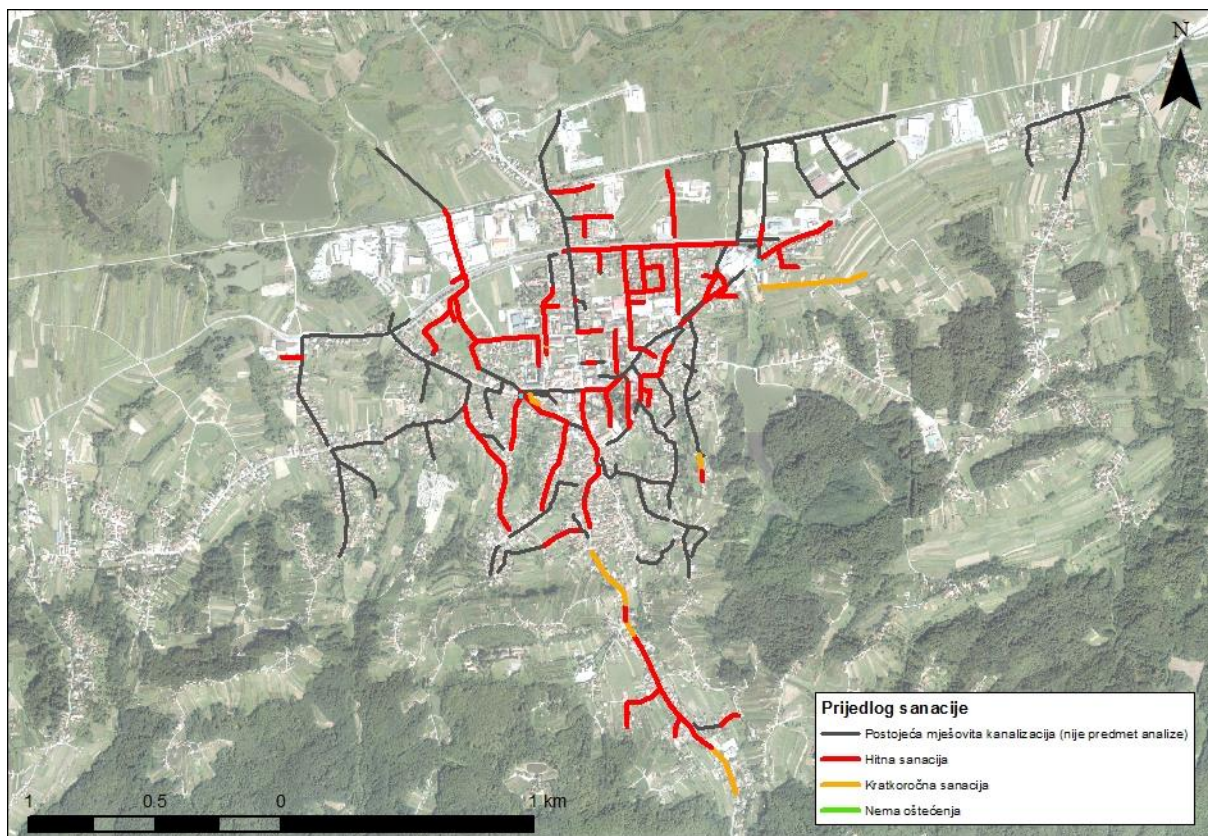 N
Prijedlog sanacije
Postojeća mješovita kanalizacija (nije predmet analize)
Hitna sanacija
Kratkoročna sanacija
Nema oštećenja
1 0.5 0 1 km